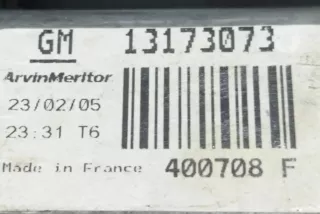 GM 13173073
ArvinMeritor
23/02/05
23:31 T6
Made in France 400708 F